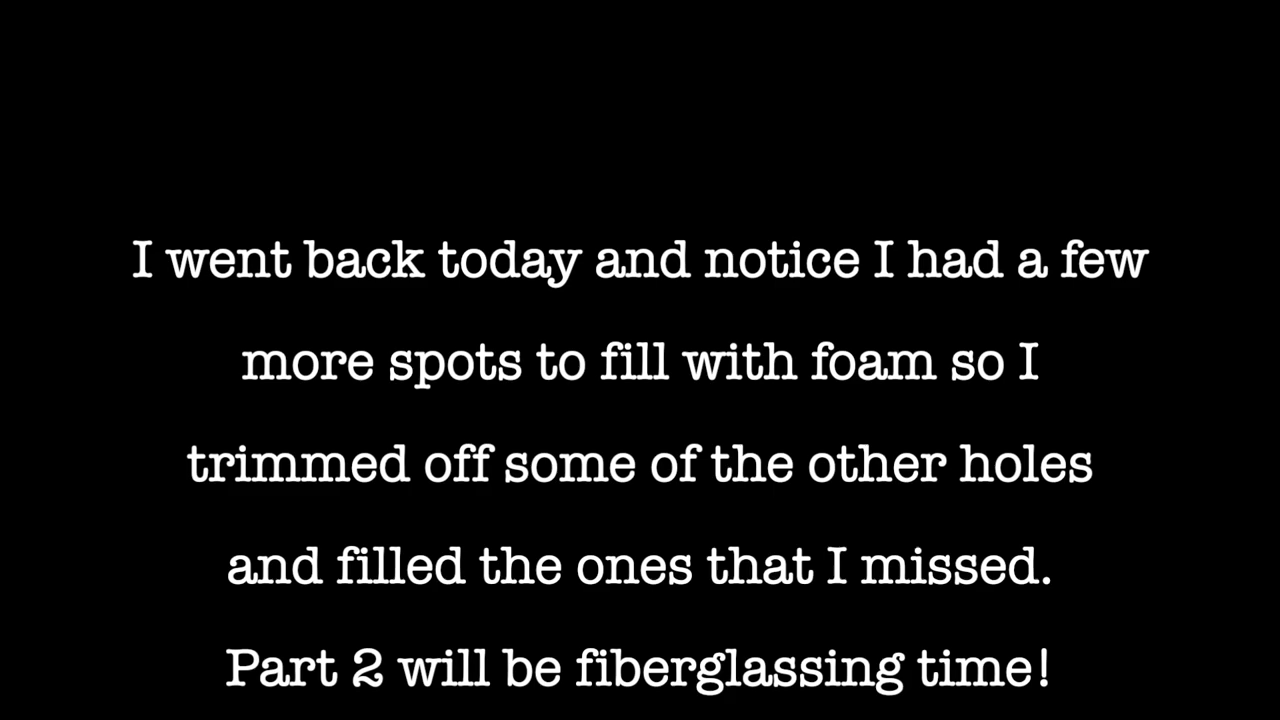 I went back today and notice I had a few
more spots to fill with foam so I
trimmed off some of the other holes
and filled the ones that I missed.
Part 2 will be fiberglassing time!